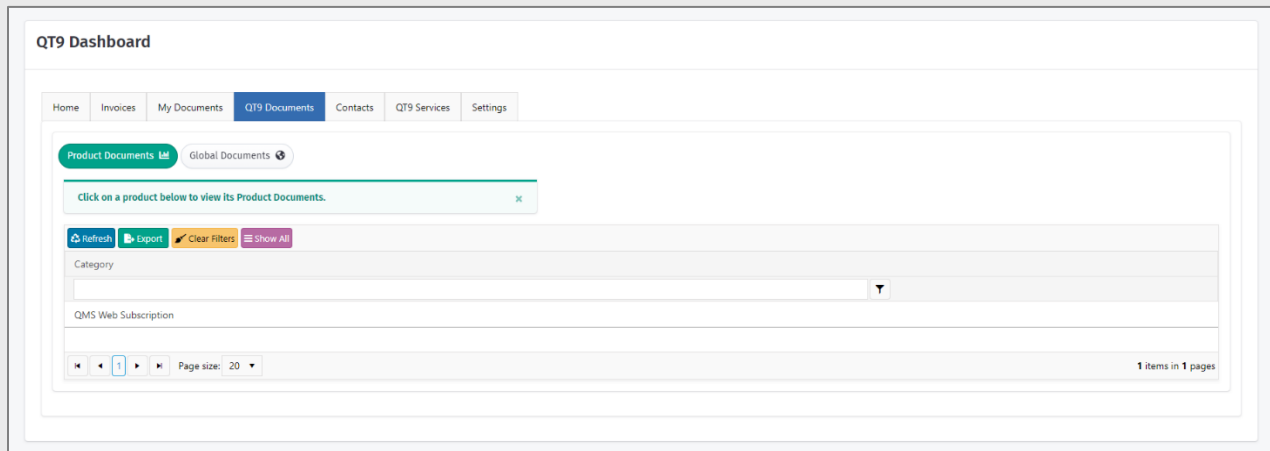 QT9 Dashboard
Home Invoices My Documents QT9 Documents Contacts QT9 Services Settings
Product Documents Global Documents
Click on a product below to view its Product Documents. ×
Refresh Export Clear Filters Show All
Category
QMS Web Subscription
1 Page size: 20 1 items in 1 pages